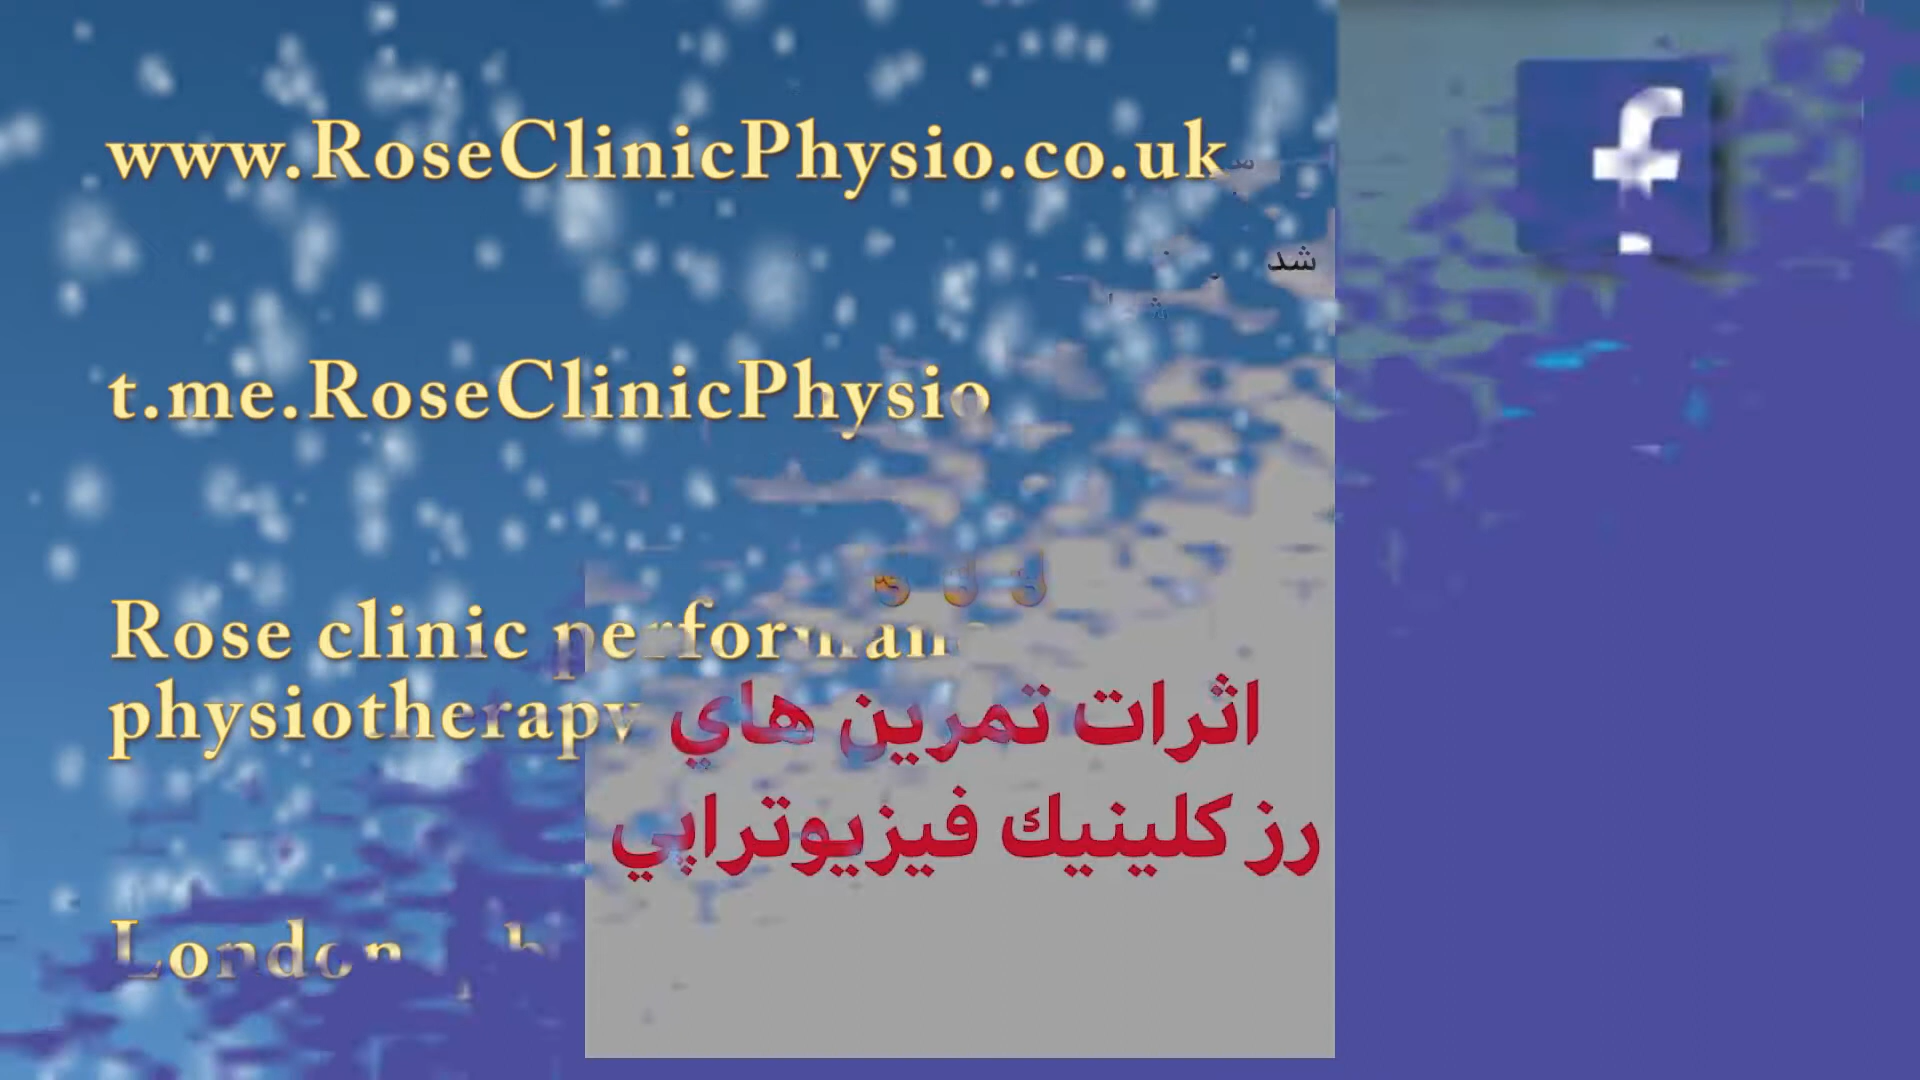 www.RoseClinicPhysio.co.uk
شد
t.me.RoseClinicPhysio
Rose clinic
physiotherapy
اثرات تمرين هاي
رز كلينيك فيزيوتراپي
London